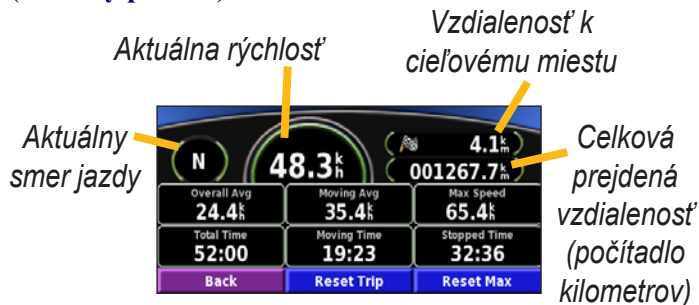 Vzdialenosť k
cieľovému miestu
Aktuálna rýchlosť
Aktuálny
smer jazdy
Celková
prejdená
vzdialenosť
(počítadlo
kilometrov)
N
48.3 k/h
4.1 k/m
001267.7 k/m
Overall Avg
24.4 k/h
Moving Avg
35.4 k/h
Max Speed
65.4 k/h
Total Time
52:00
Moving Time
19:23
Stopped Time
32:36
Back
Reset Trip
Reset Max